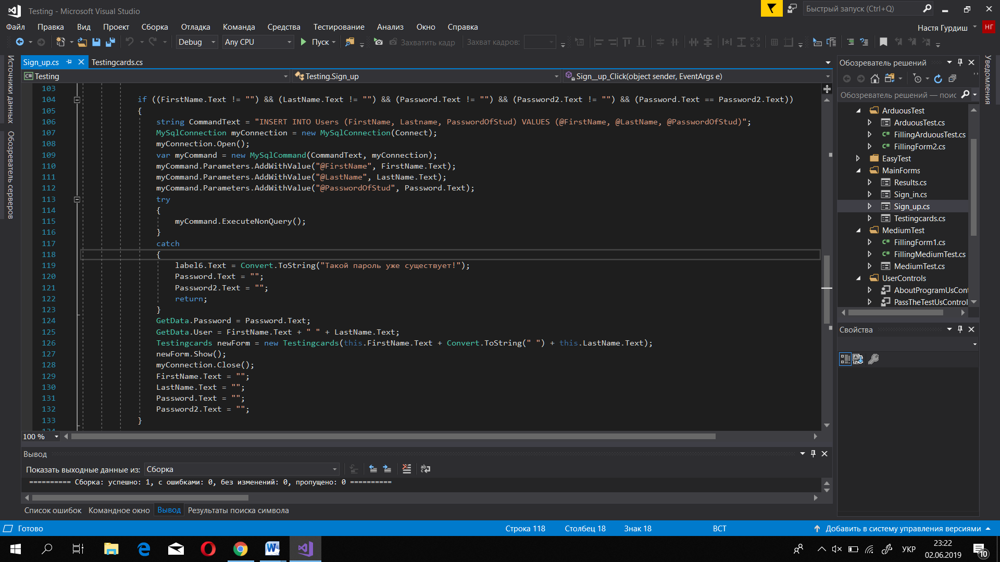 Testing - Microsoft Visual Studio
Быстрый запуск (Ctrl+Q)
Файл Правка Вид Проект Сборка Отладка Команда Средства Тестирование Анализ Окно Справка
Настя Гурдиш НГ
Debug Any CPU Пуск Захватить кадр Захват кадров:
Источники данных
Обозреватель серверов
Sign_up.cs Testingcards.cs
Testing Testing.Sign_up Sign__up_Click(object sender, EventArgs e)
103
104 if ((FirstName.Text != "") && (LastName.Text != "") && (Password.Text != "") && (Password2.Text != "") && (Password.Text == Password2.Text))
105 {
106 string CommandText = "INSERT INTO Users (FirstName, Lastname, PasswordOfStud) VALUES (@FirstName, @LastName, @PasswordOfStud)";
107 MySqlConnection myConnection = new MySqlConnection(Connect);
108 myConnection.Open();
109 var myCommand = new MySqlCommand(CommandText, myConnection);
110 myCommand.Parameters.AddWithValue("@FirstName", FirstName.Text);
111 myCommand.Parameters.AddWithValue("@LastName", LastName.Text);
112 myCommand.Parameters.AddWithValue("@PasswordOfStud", Password.Text);
113 try
114 {
115 myCommand.ExecuteNonQuery();
116 }
117 catch
118 {
119 label6.Text = Convert.ToString("Такой пароль уже существует!");
120 Password.Text = "";
121 Password2.Text = "";
122 return;
123 }
124 GetData.Password = Password.Text;
125 GetData.User = FirstName.Text + " " + LastName.Text;
126 Testingcards newForm = new Testingcards(this.FirstName.Text + Convert.ToString(" ") + this.LastName.Text);
127 newForm.Show();
128 myConnection.Close();
129 FirstName.Text = "";
130 LastName.Text = "";
131 Password.Text = "";
132 Password2.Text = "";
133 }
100 %
Вывод
Показать выходные данные из: Сборка
========== Сборка: успешно: 1, с ошибками: 0, без изменений: 0, пропущено: 0 ==========
Список ошибок Командное окно Вывод Результаты поиска символа
Обозреватель решений
Обозреватель решений — поис
ArduousTest
ArduousTest.cs
FillingArduousTest.cs
FillingForm2.cs
EasyTest
MainForms
Results.cs
Sign_in.cs
Sign_up.cs
Testingcards.cs
MediumTest
FillingForm1.cs
FillingMediumTest.cs
MediumTest.cs
UserControls
AboutProgramUsCont
PassTheTestUsControl
Свойства
Уведомления
Готово Строка 118 Столбец 18 Знак 18 ВСТ Добавить в систему управления версиями
УКР
23:22
02.06.2019
10